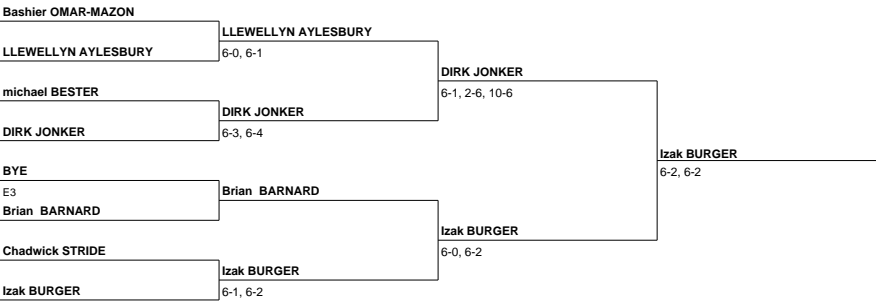 Bashier OMAR-MAZON
LLEWELLYN AYLESBURY
LLEWELLYN AYLESBURY
6-0, 6-1
DIRK JONKER
michael BESTER
6-1, 2-6, 10-6
DIRK JONKER
DIRK JONKER
6-3, 6-4
Izak BURGER
BYE
6-2, 6-2
E3
Brian BARNARD
Brian BARNARD
Izak BURGER
Chadwick STRIDE
6-0, 6-2
Izak BURGER
Izak BURGER
6-1, 6-2